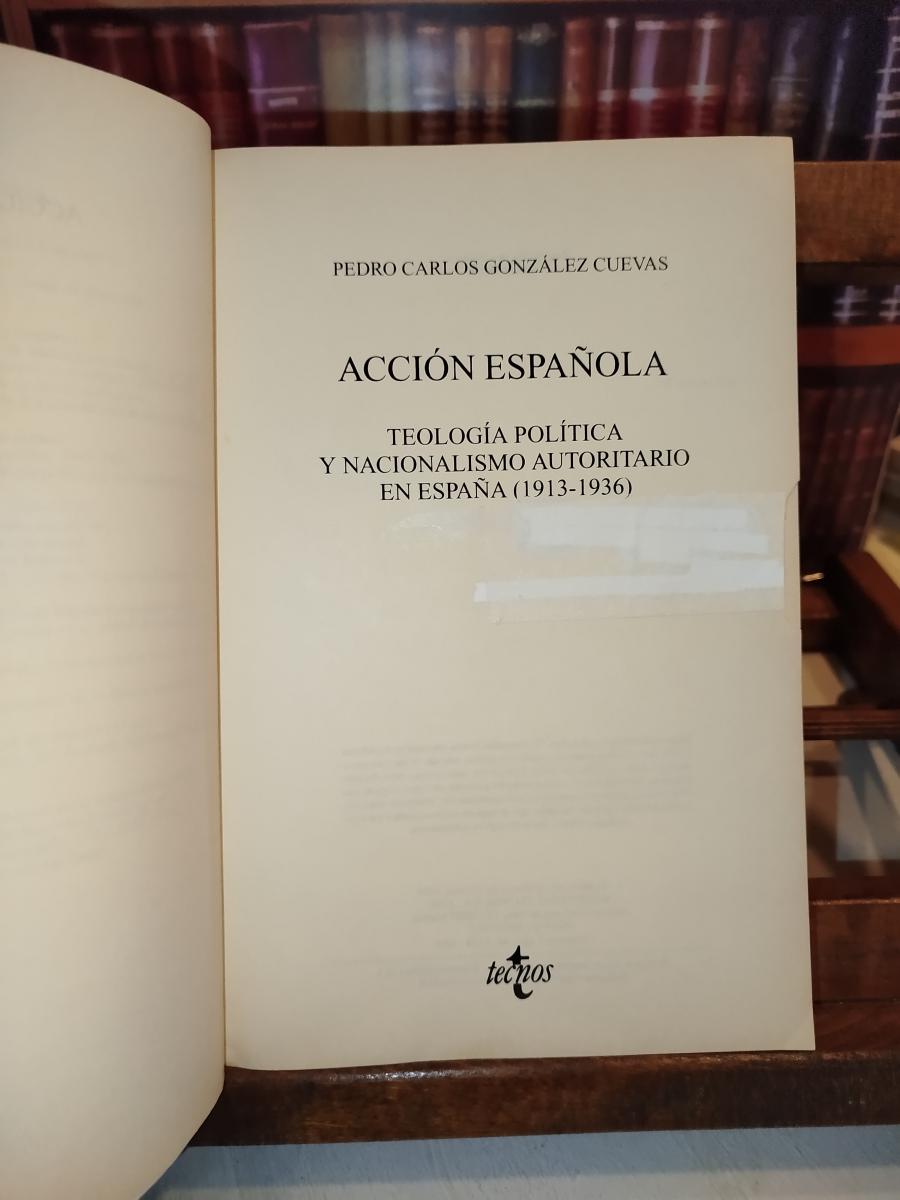 PEDRO CARLOS GONZÁLEZ CUEVAS
ACCIÓN ESPAÑOLA
TEOLOGÍA POLÍTICA
Y NACIONALISMO AUTORITARIO
EN ESPAÑA (1913-1936)
tecnos